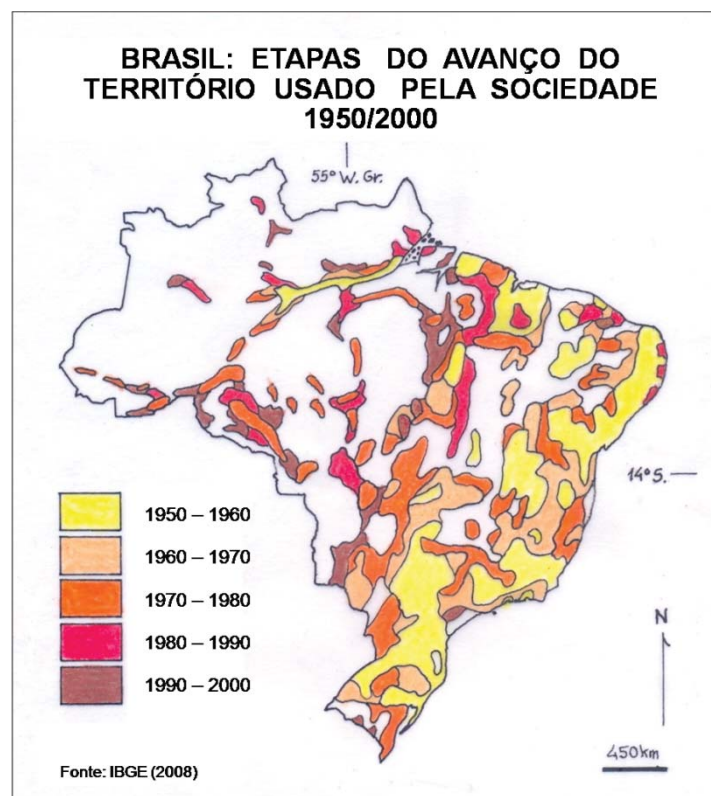 BRASIL: ETAPAS DO AVANÇO DO
TERRITÓRIO USADO PELA SOCIEDADE
1950/2000
55° W. Gr.
14° S.
1950 – 1960
1960 – 1970
1970 – 1980
1980 – 1990
1990 – 2000
N
450km
Fonte: IBGE (2008)